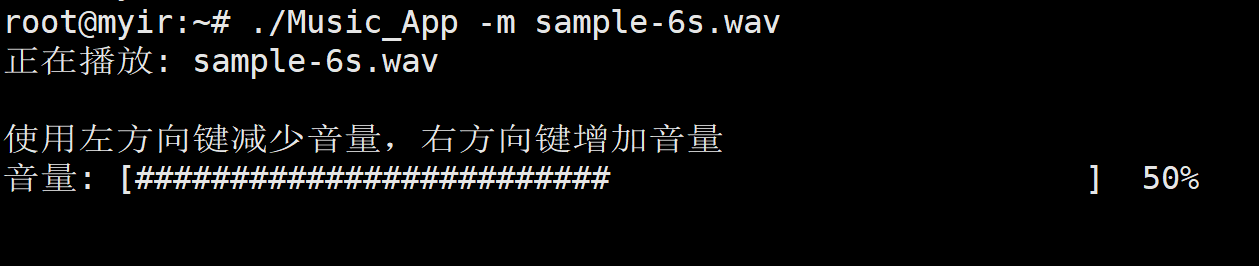 root@myir:~# ./Music_App -m sample-6s.wav
正在播放: sample-6s.wav
使用左方向键减少音量，右方向键增加音量
音量: [#########################                         ]  50%